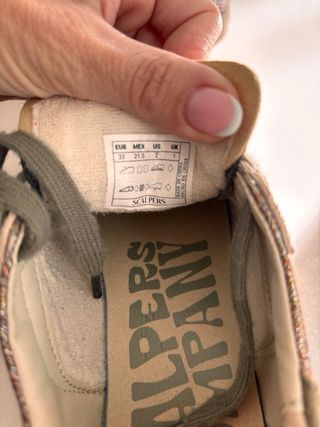 EUR MEX US UK
33 21.5 2 1
SCALPERS
ALPERS
MPANY